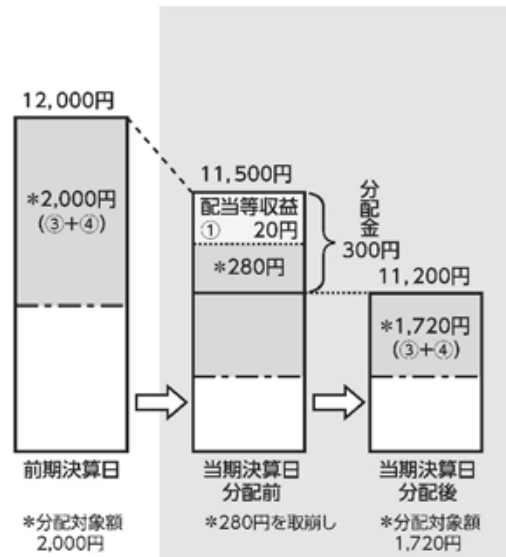 12,000円
*2,000円
(③+④)
前期決算日
*分配対象額
2,000円
11,500円
配当等収益
① 20円
*280円
分配金
300円
当期決算日
分配前
*280円を取崩し
11,200円
*1,720円
(③+④)
当期決算日
分配後
*分配対象額
1,720円